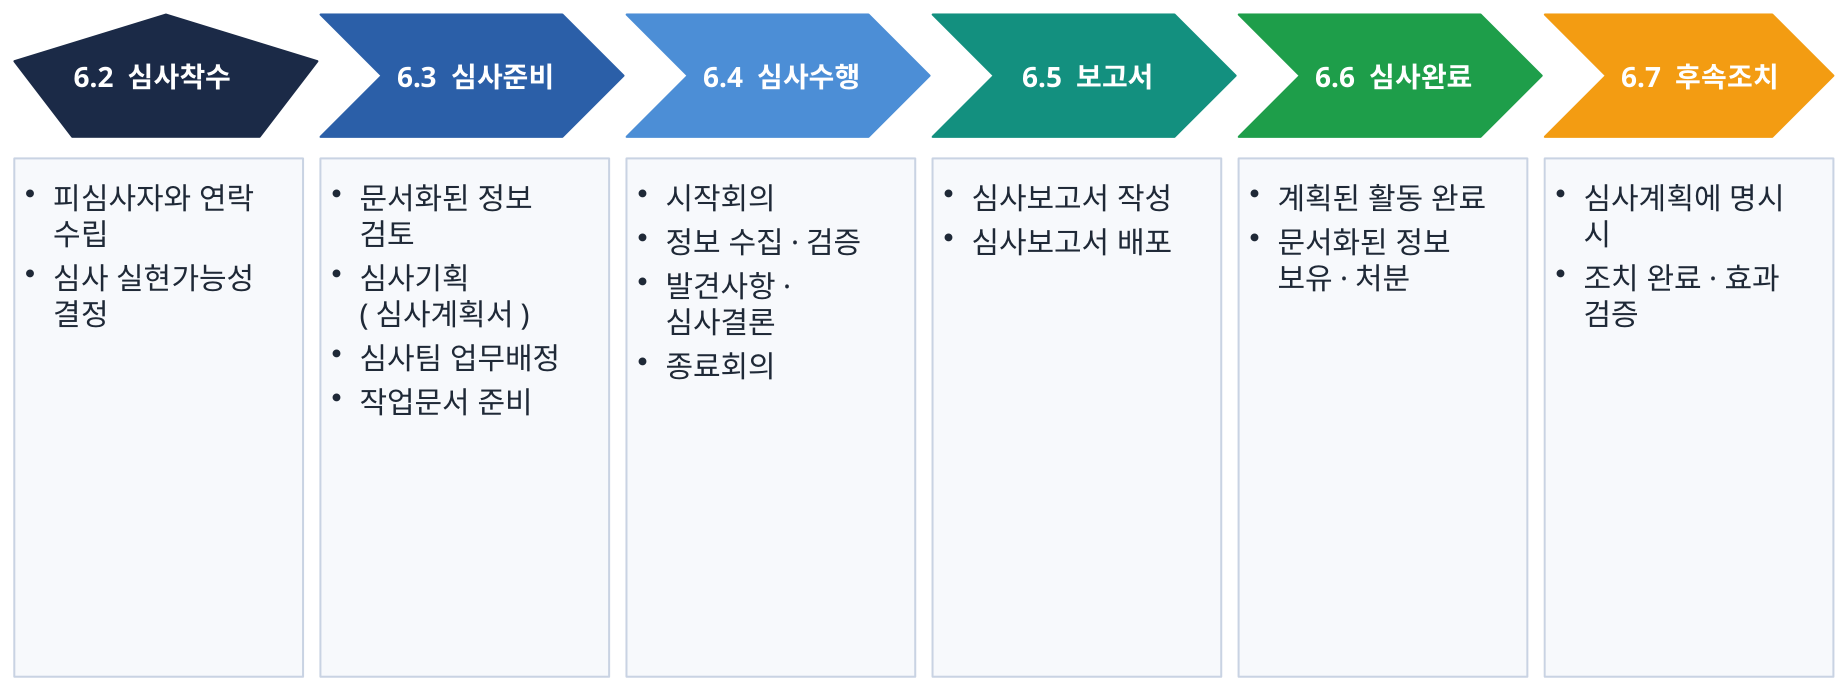 6.2 심사착수
6.3 심사준비
6.4 심사수행
6.5 보고서
6.6 심사완료
6.7 후속조치
• 피심사자와 연락
수립
• 심사 실현가능성
결정
• 문서화된 정보
검토
• 심사기획
( 심사계획서 )
• 심사팀 업무배정
• 작업문서 준비
• 시작회의
• 정보 수집 · 검증
• 발견사항 ·
심사결론
• 종료회의
• 심사보고서 작성
• 심사보고서 배포
• 계획된 활동 완료
• 문서화된 정보
보유 · 처분
• 심사계획에 명시
시
• 조치 완료 · 효과
검증